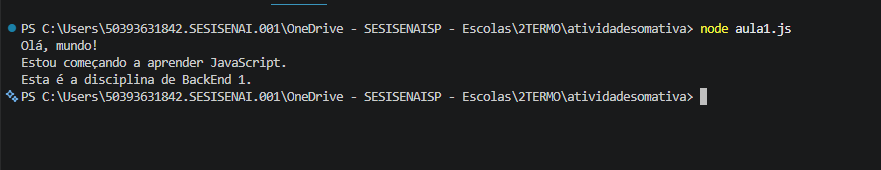 PS C:\Users\50393631842.SESISENAI.001\OneDrive - SESISENAISP - Escolas\2TERMO\atividadesomativa> node aula1.js
Olá, mundo!
Estou começando a aprender JavaScript.
Esta é a disciplina de BackEnd 1.
PS C:\Users\50393631842.SESISENAI.001\OneDrive - SESISENAISP - Escolas\2TERMO\atividadesomativa>